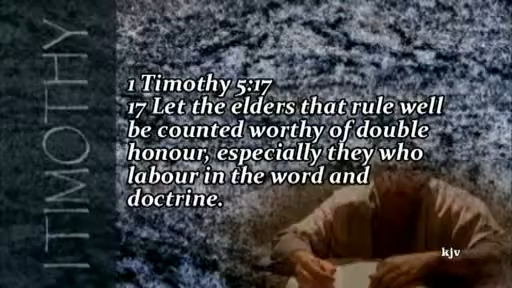 I TIMOTHY
1 Timothy 5:17
17 Let the elders that rule well
be counted worthy of double
honour, especially they who
labour in the word and
doctrine.
kjv